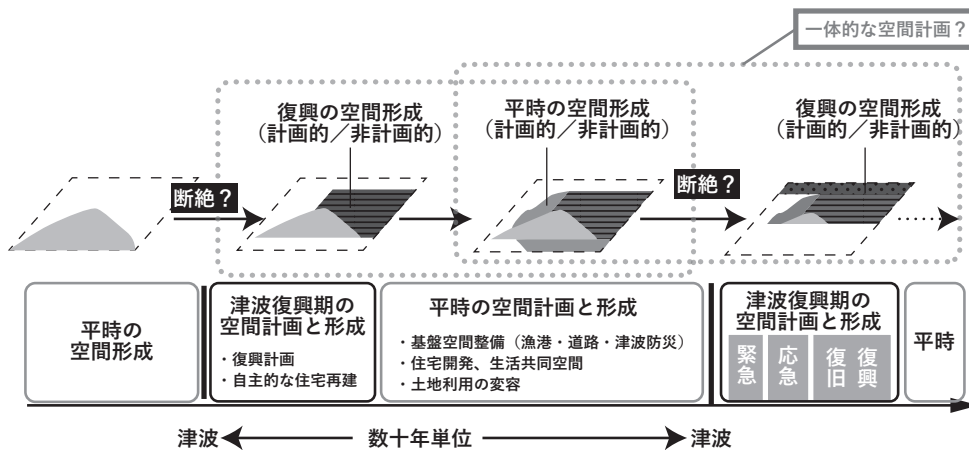 一体的な空間計画？
復興の空間形成
（計画的／非計画的）
平時の空間形成
（計画的／非計画的）
復興の空間形成
（計画的／非計画的）
断絶？
断絶？
平時の
空間形成
津波復興期の
空間計画と形成
・復興計画
・自主的な住宅再建
平時の空間計画と形成
・基盤空間整備（漁港・道路・津波防災）
・住宅開発、生活共同空間
・土地利用の変容
津波復興期の
空間計画と形成
緊急
応急
復旧
復興
平時
津波
数十年単位
津波